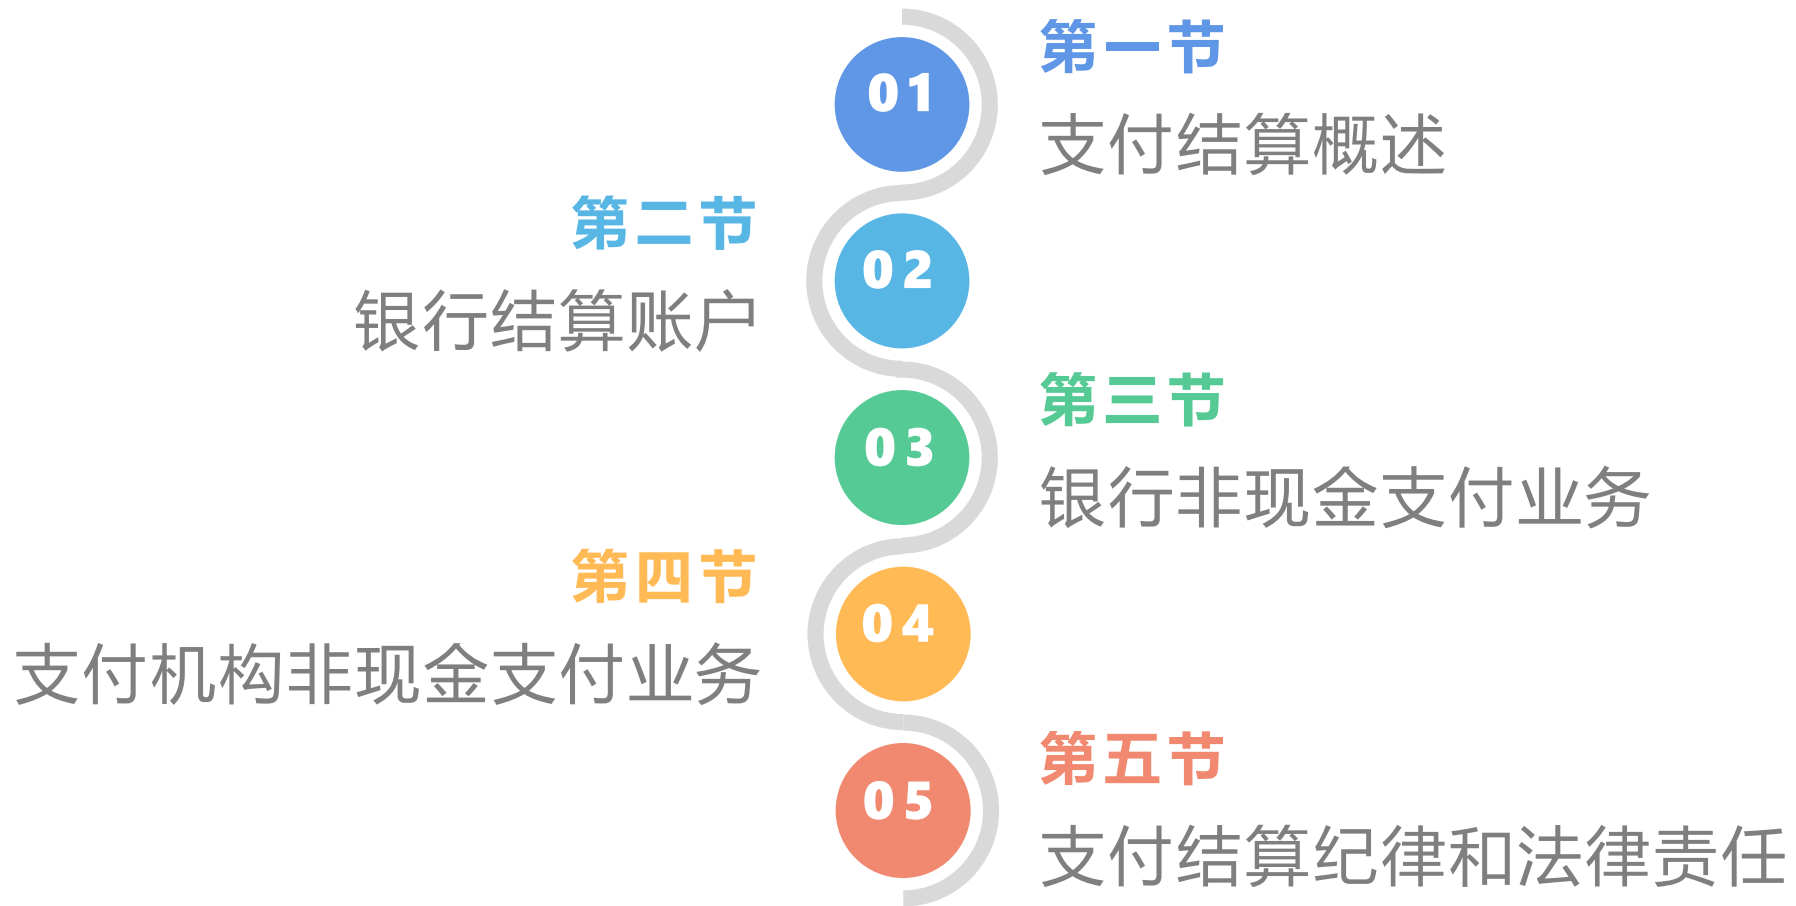 01
第一节
支付结算概述
第二节
银行结算账户
02
03
第三节
银行非现金支付业务
第四节
支付机构非现金支付业务
04
05
第五节
支付结算纪律和法律责任